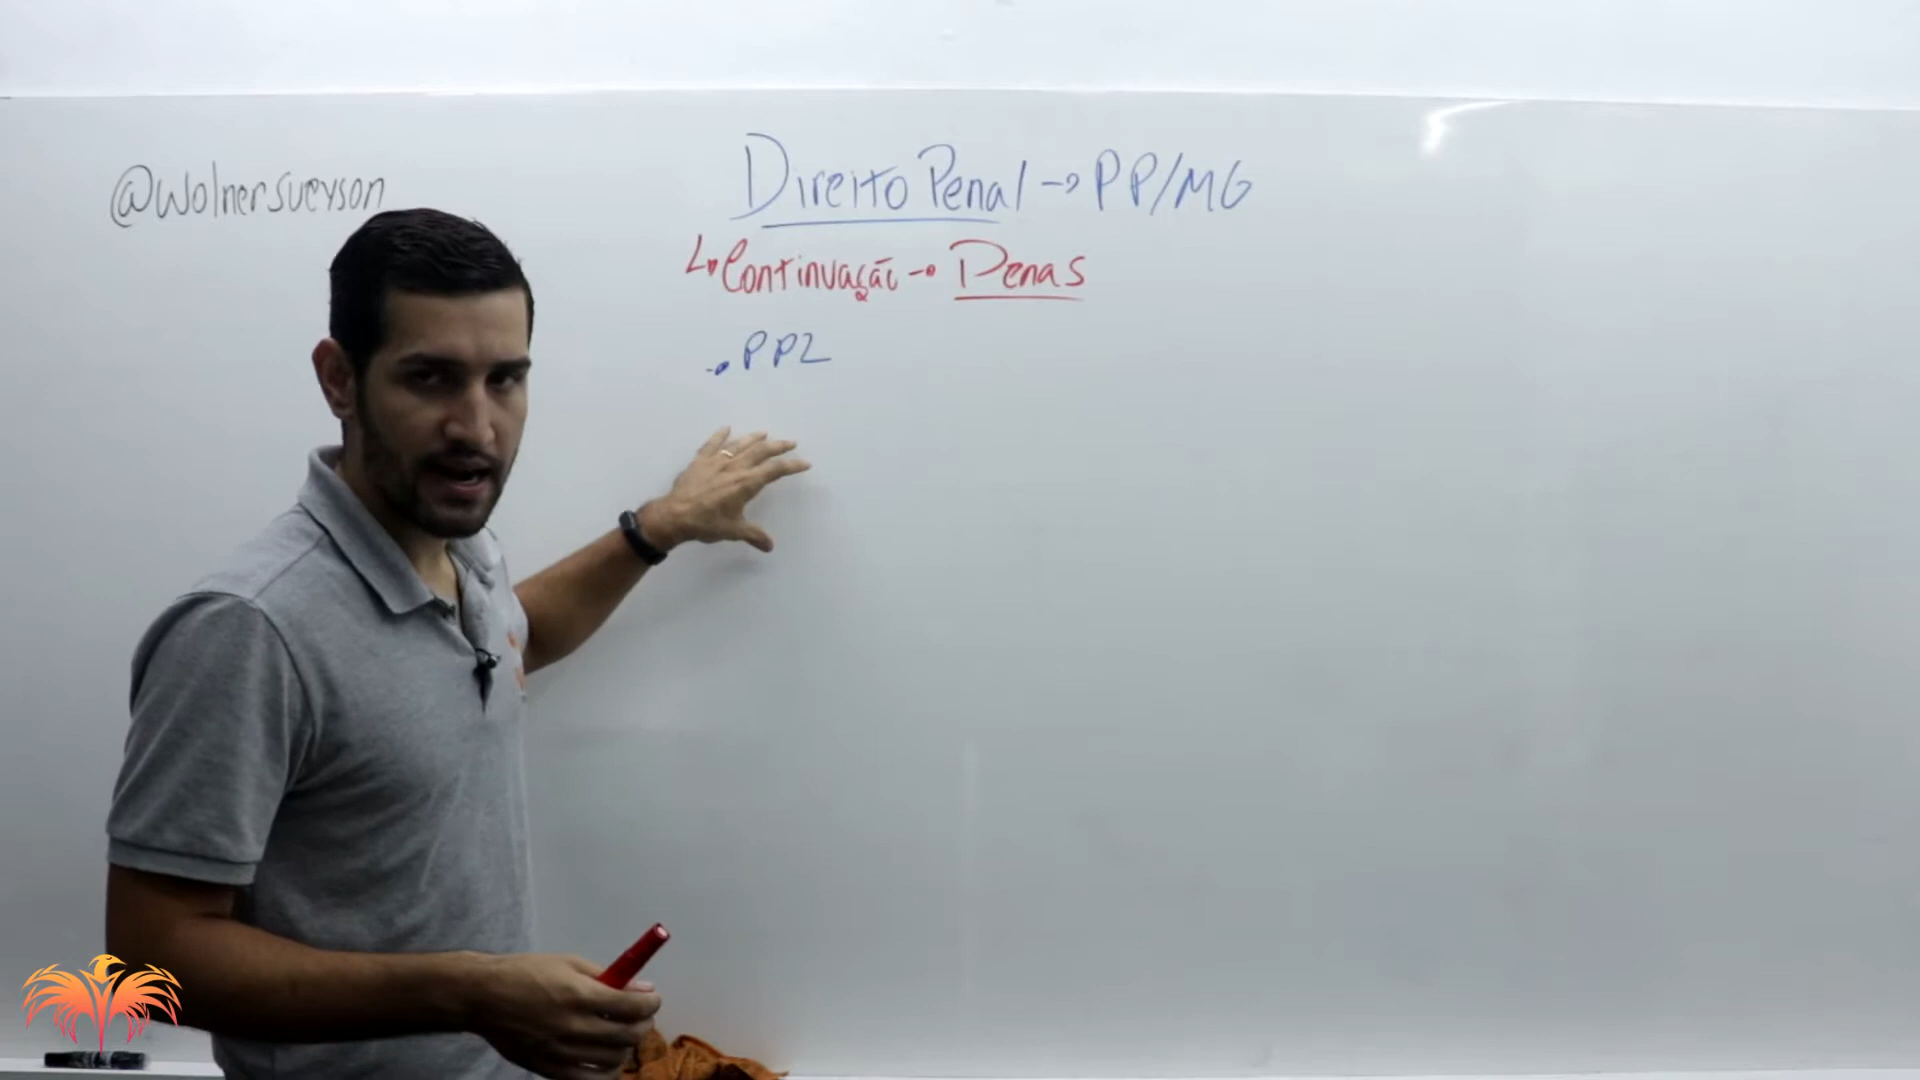 @wolnersueyson
Direito Penal → PP/MG
↳ Continuação → Penas
→ PPL